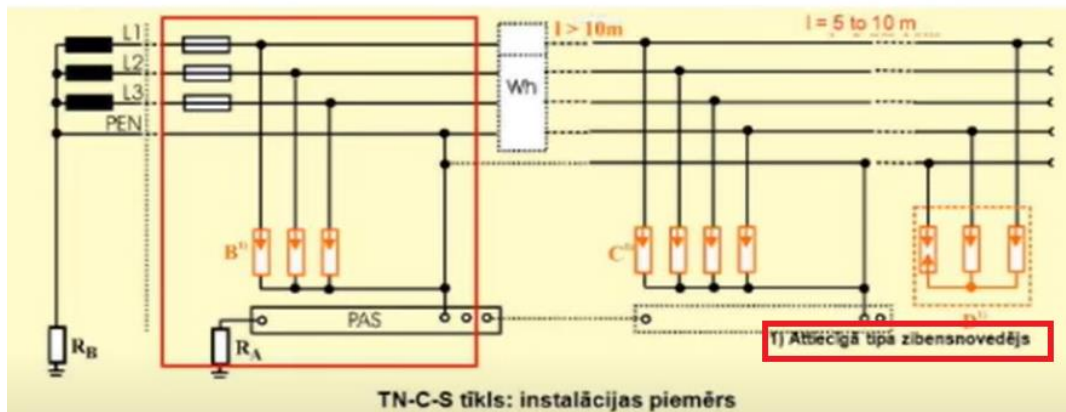 L1
I > 10m
I = 5 to 10 m
L2
Wh
L3
PEN
B¹⁾
C¹⁾
PAS
D¹⁾
R_B
R_A
1) Attiecīgā tipa zibensnovedējs
TN-C-S tīkls: instalācijas piemērs